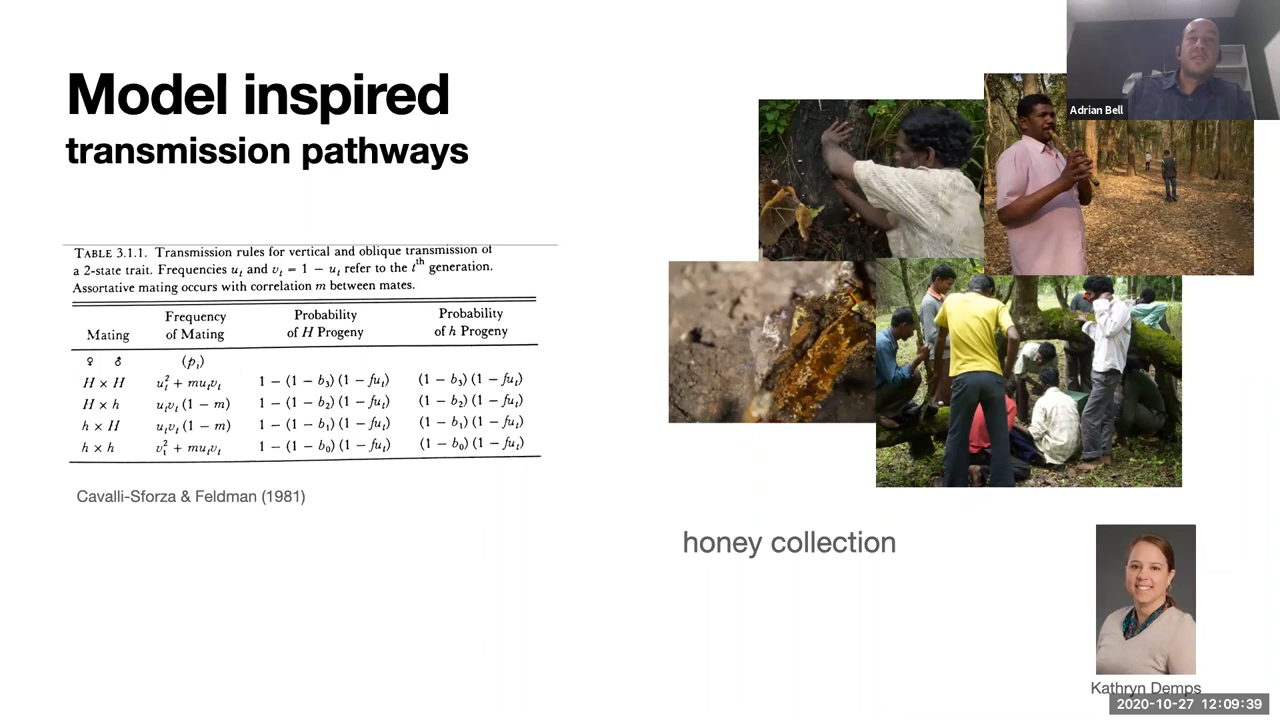 Model inspired
transmission pathways
TABLE 3.1.1. Transmission rules for vertical and oblique transmission of
a 2-state trait. Frequencies uₜ and vₜ = 1 − uₜ refer to the tᵗʰ generation.
Assortative mating occurs with correlation m between mates.
Mating Frequency of Mating Probability of H Progeny Probability of h Progeny
♀ ♂ (pᵢ)
H × H uₜ² + muₜvₜ 1 − (1 − b₃) (1 − fuₜ) (1 − b₃) (1 − fuₜ)
H × h uₜvₜ (1 − m) 1 − (1 − b₂) (1 − fuₜ) (1 − b₂) (1 − fuₜ)
h × H uₜvₜ (1 − m) 1 − (1 − b₁) (1 − fuₜ) (1 − b₁) (1 − fuₜ)
h × h vₜ² + muₜvₜ 1 − (1 − b₀) (1 − fuₜ) (1 − b₀) (1 − fuₜ)
Cavalli-Sforza & Feldman (1981)
Adrian Bell
honey collection
Kathryn Demps
2020-10-27 12:09:39